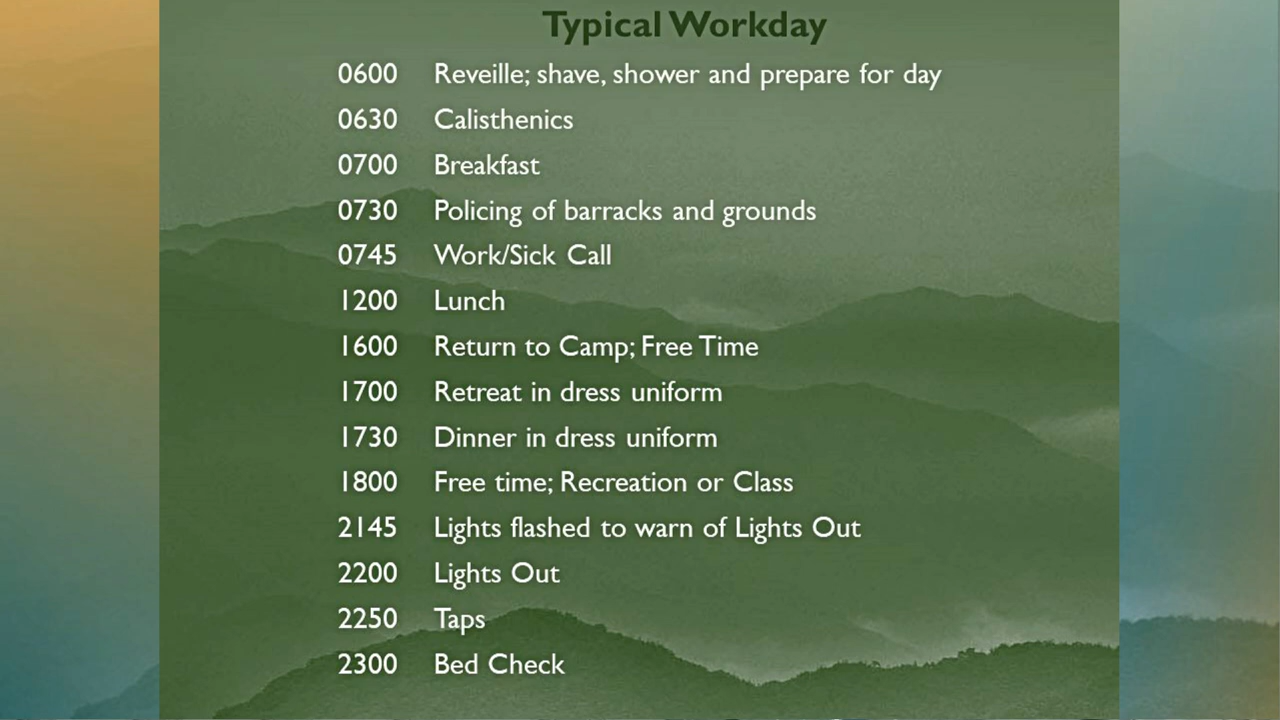 Typical Workday
0600 Reveille; shave, shower and prepare for day
0630 Calisthenics
0700 Breakfast
0730 Policing of barracks and grounds
0745 Work/Sick Call
1200 Lunch
1600 Return to Camp; Free Time
1700 Retreat in dress uniform
1730 Dinner in dress uniform
1800 Free time; Recreation or Class
2145 Lights flashed to warn of Lights Out
2200 Lights Out
2250 Taps
2300 Bed Check